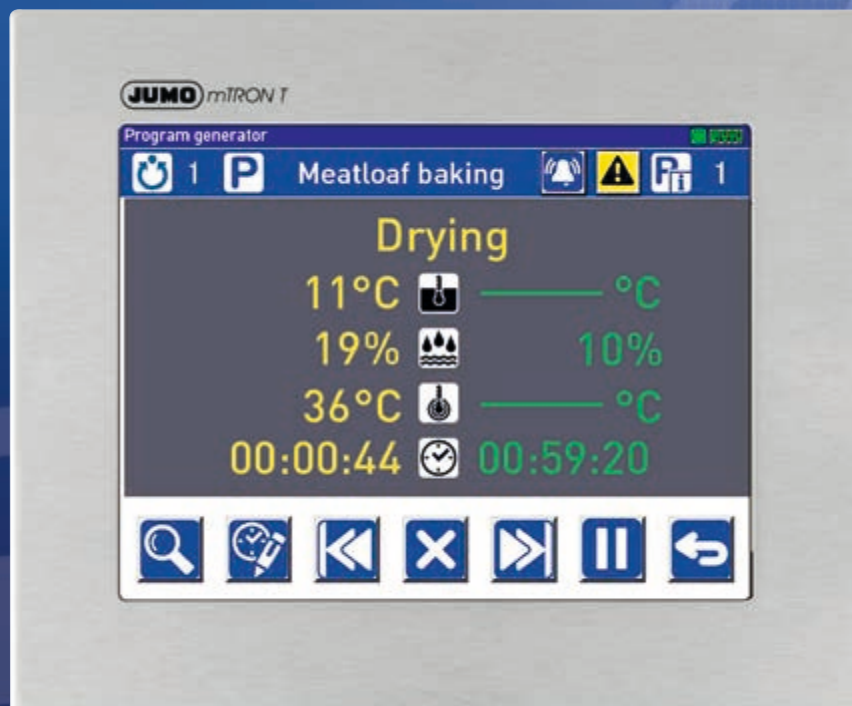 JUMO mTRON T
Program generator
1 P Meatloaf baking Pi 1
Drying
11°C °C
19% 10%
36°C °C
00:00:44 00:59:20